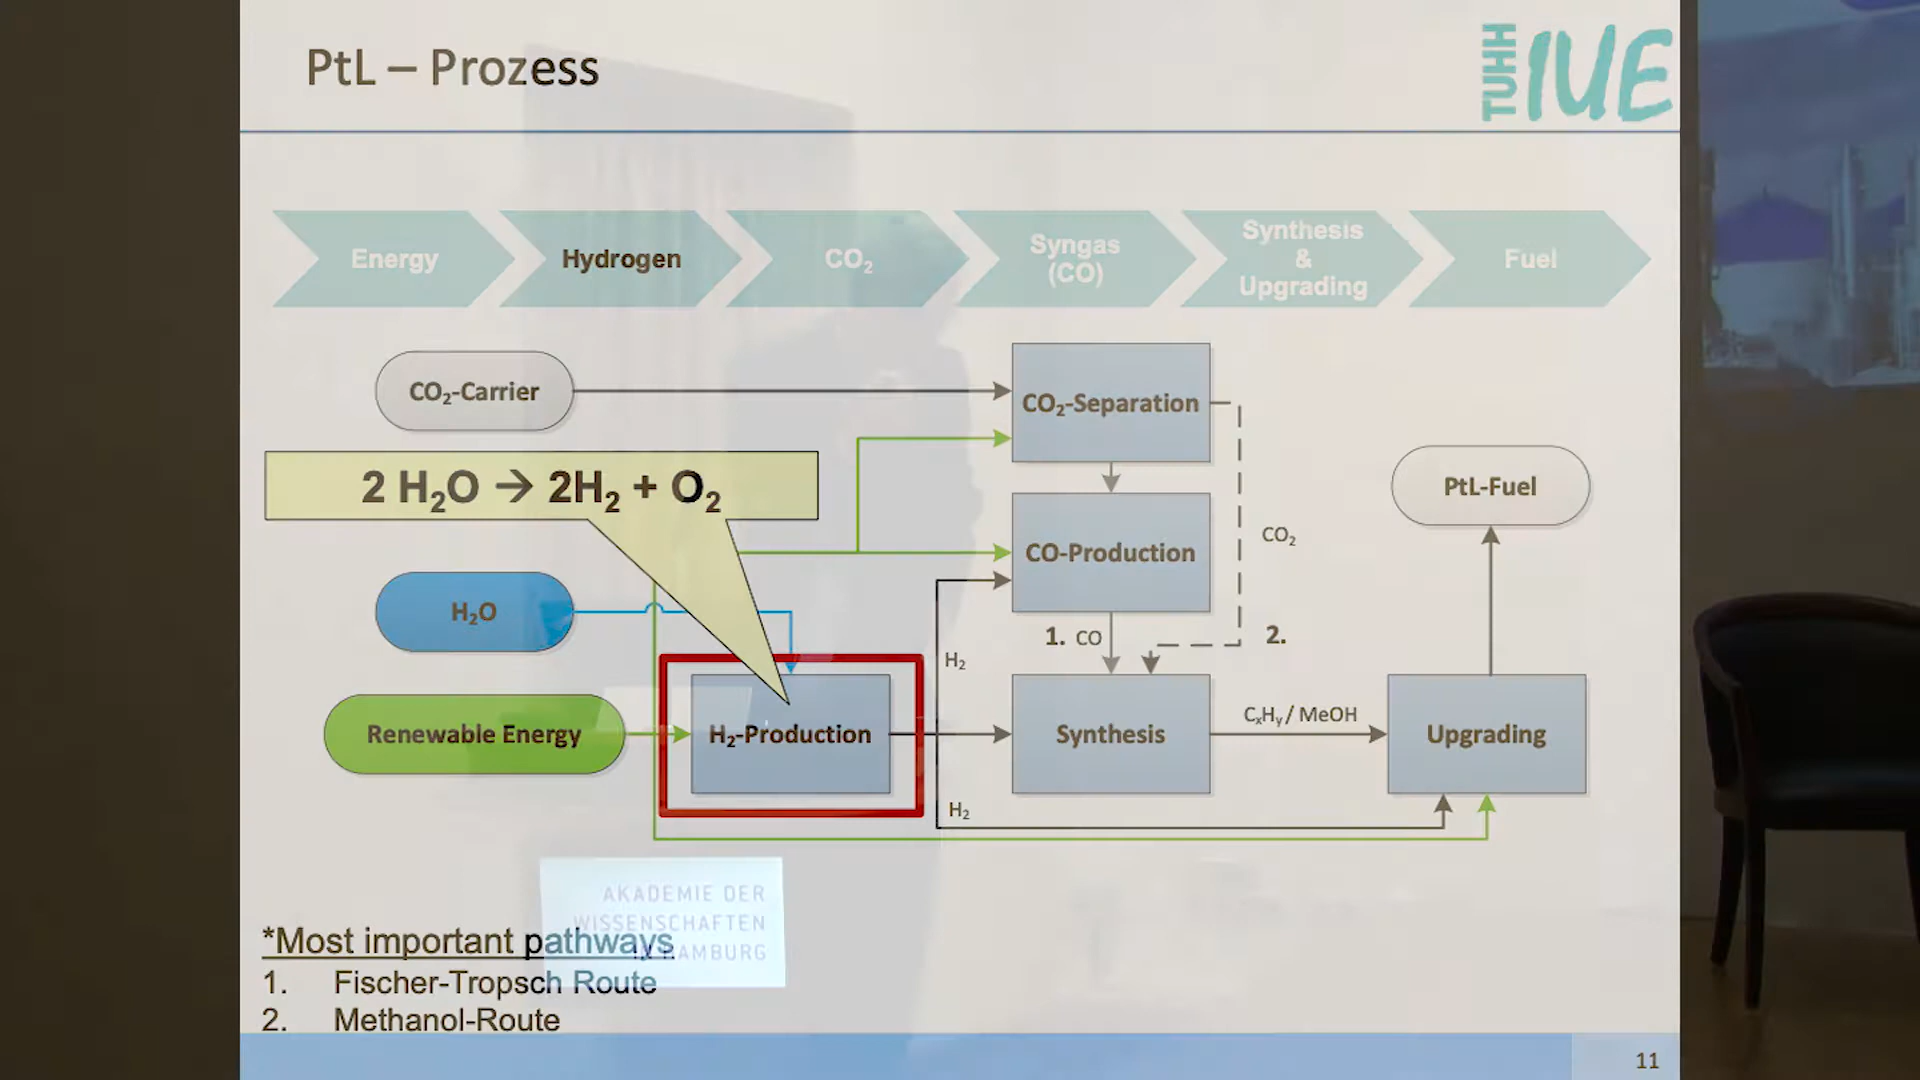 PtL – Prozess
TUHH
IUE
Energy
Hydrogen
CO₂
Syngas
(CO)
Synthesis
&
Upgrading
Fuel
CO₂-Carrier
CO₂-Separation
2 H₂O → 2H₂ + O₂
PtL-Fuel
CO-Production
CO₂
H₂O
1. CO
2.
H₂
Renewable Energy
H₂-Production
Synthesis
CₓHᵧ / MeOH
Upgrading
H₂
AKADEMIE DER
WISSENSCHAFTEN
IN HAMBURG
*Most important pathways
1. Fischer-Tropsch Route
2. Methanol-Route
11